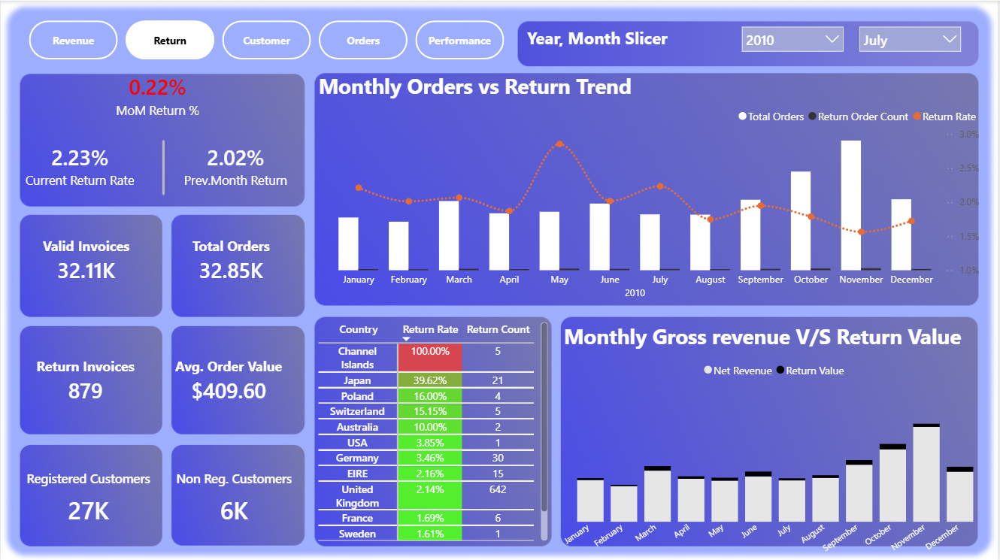 Revenue
Return
Customer
Orders
Performance
Year, Month Slicer
2010
July
0.22%
MoM Return %
2.23%
Current Return Rate
2.02%
Prev.Month Return
Valid Invoices
32.11K
Total Orders
32.85K
Return Invoices
879
Avg. Order Value
$409.60
Registered Customers
27K
Non Reg. Customers
6K
Monthly Orders vs Return Trend
Total Orders Return Order Count Return Rate
3.0%
2.5%
2.0%
1.5%
1.0%
January February March April May June July August September October November December
2010
Country Return Rate Return Count
Channel
Islands 100.00% 5
Japan 39.62% 21
Poland 16.00% 4
Switzerland 15.15% 5
Australia 10.00% 2
USA 3.85% 1
Germany 3.46% 30
EIRE 2.16% 15
United
Kingdom 2.14% 642
France 1.69% 6
Sweden 1.61% 1
Monthly Gross revenue V/S Return Value
Net Revenue Return Value
January February March April May June July August September October November December